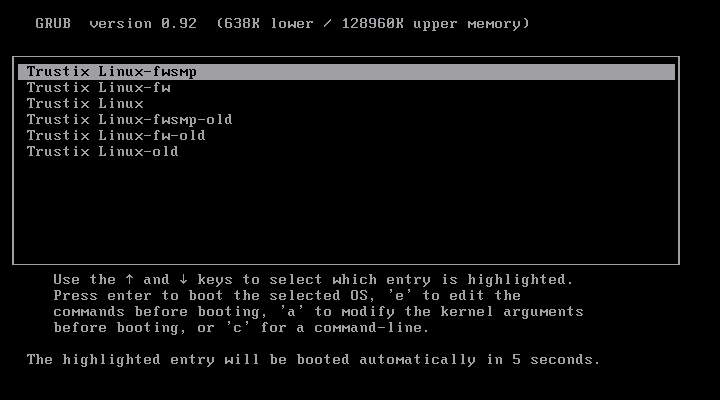 GRUB  version 0.92  (638K lower / 128960K upper memory)
Trustix Linux-fwsmp
Trustix Linux-fw
Trustix Linux
Trustix Linux-fwsmp-old
Trustix Linux-fw-old
Trustix Linux-old
Use the ↑ and ↓ keys to select which entry is highlighted.
Press enter to boot the selected OS, 'e' to edit the
commands before booting, 'a' to modify the kernel arguments
before booting, or 'c' for a command-line.
The highlighted entry will be booted automatically in 5 seconds.